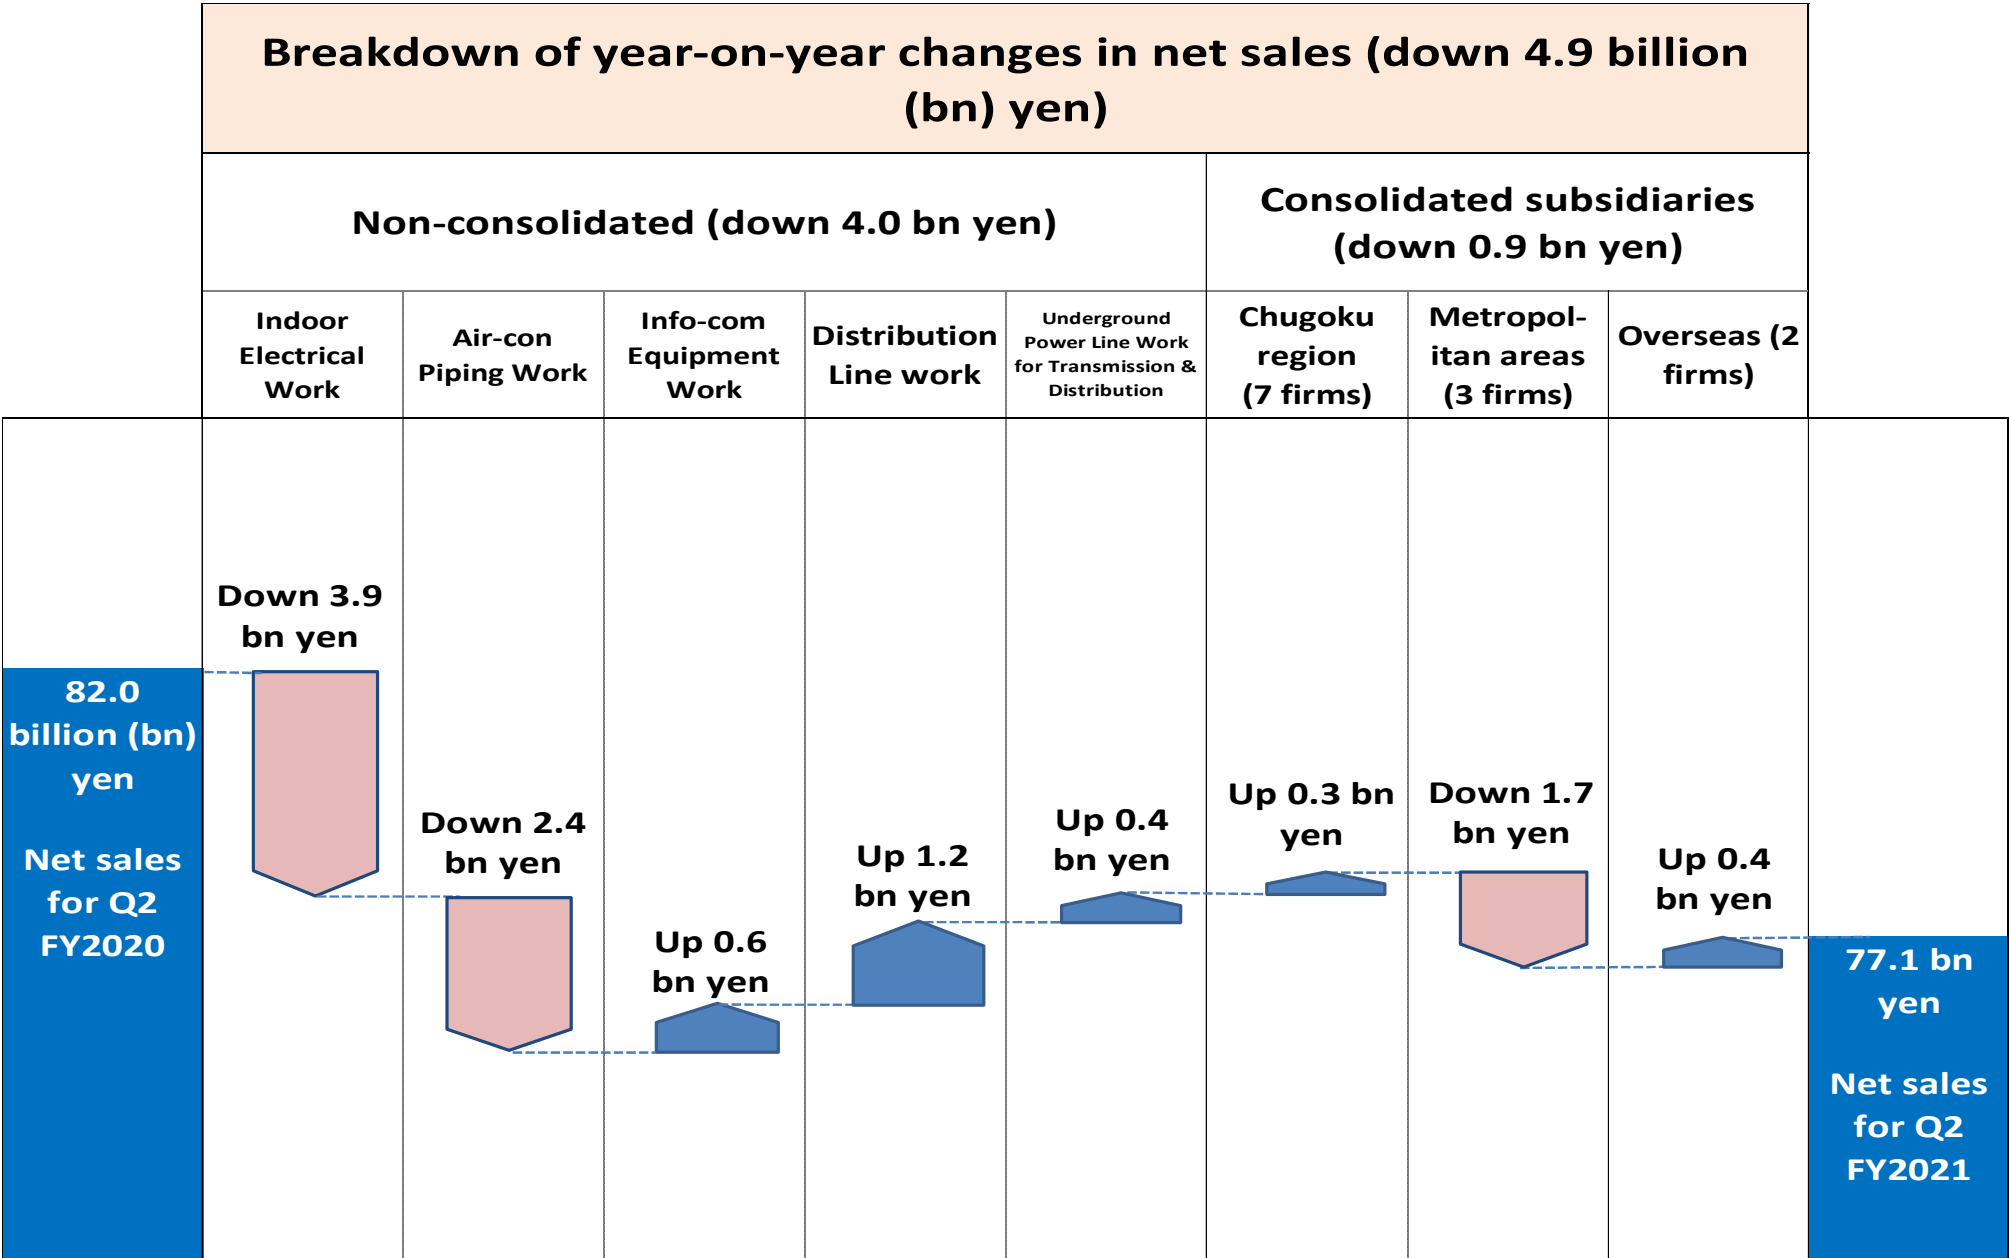 Breakdown of year-on-year changes in net sales (down 4.9 billion
(bn) yen)
Non-consolidated (down 4.0 bn yen)
Consolidated subsidiaries
(down 0.9 bn yen)
Indoor
Electrical
Work
Air-con
Piping Work
Info-com
Equipment
Work
Distribution
Line work
Underground
Power Line Work
for Transmission &
Distribution
Chugoku
region
(7 firms)
Metropol-
itan areas
(3 firms)
Overseas (2
firms)
82.0
billion (bn)
yen
Net sales
for Q2
FY2020
Down 3.9
bn yen
Down 2.4
bn yen
Up 0.6
bn yen
Up 1.2
bn yen
Up 0.4
bn yen
Up 0.3 bn
yen
Down 1.7
bn yen
Up 0.4
bn yen
77.1 bn
yen
Net sales
for Q2
FY2021